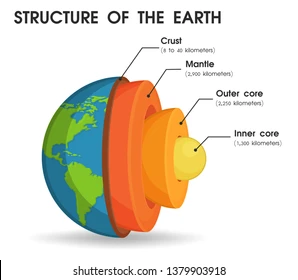 STRUCTURE OF THE EARTH
Crust
(6 to 40 kilometers)
Mantle
(2,900 kilometers)
Outer core
(2,250 kilometers)
Inner core
(1,300 kilometers)
shutterstock.com · 1379903918